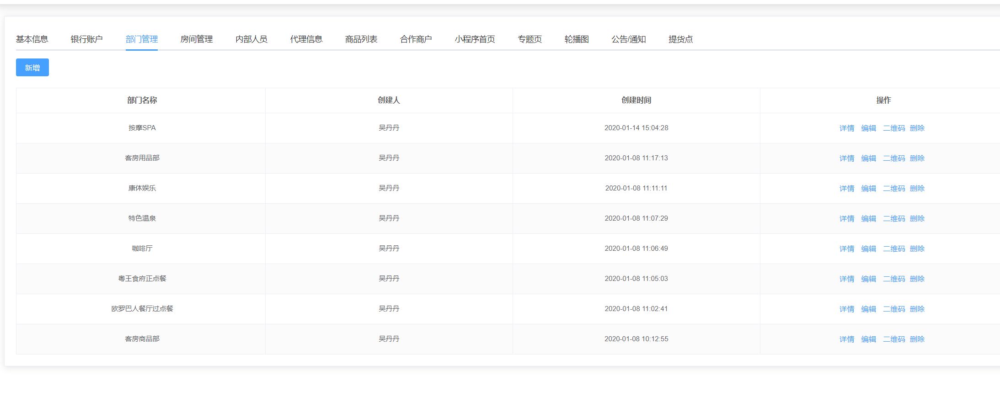 基本信息 银行账户 部门管理 房间管理 内部人员 代理信息 商品列表 合作商户 小程序首页 专题页 轮播图 公告/通知 提货点
新增
部门名称 创建人 创建时间 操作
按摩SPA 吴丹丹 2020-01-14 15:04:28 详情 编辑 二维码 删除
客房用品部 吴丹丹 2020-01-08 11:17:13 详情 编辑 二维码 删除
康体娱乐 吴丹丹 2020-01-08 11:11:11 详情 编辑 二维码 删除
特色温泉 吴丹丹 2020-01-08 11:07:29 详情 编辑 二维码 删除
咖啡厅 吴丹丹 2020-01-08 11:06:49 详情 编辑 二维码 删除
粤王食府正点餐 吴丹丹 2020-01-08 11:05:03 详情 编辑 二维码 删除
欧罗巴人餐厅过点餐 吴丹丹 2020-01-08 11:02:41 详情 编辑 二维码 删除
客房商品部 吴丹丹 2020-01-08 10:12:55 详情 编辑 二维码 删除